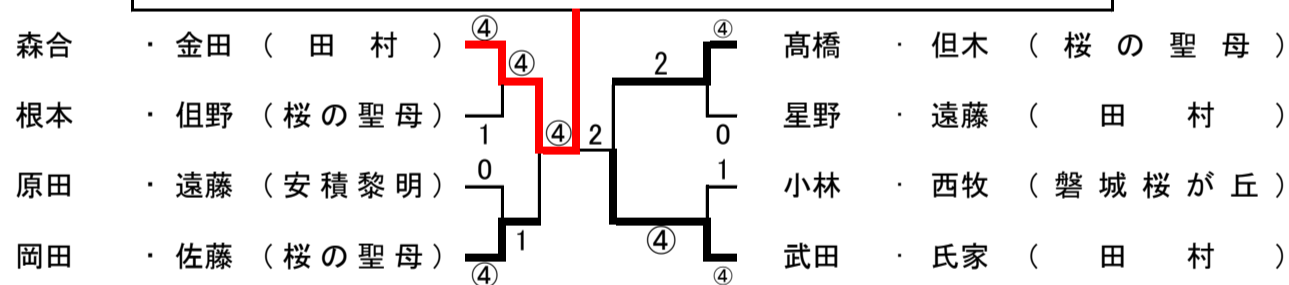 ④ ④
森合 ・ 金田 ( 田 村 ) 髙橋 ・ 但木 ( 桜 の 聖 母 )
④ 2
根本 ・ 但野 ( 桜 の 聖 母 ) 星野 ・ 遠藤 ( 田 村 )
1 ④ 2 0
0 1
原田 ・ 遠藤 ( 安 積 黎 明 ) 小林 ・ 西牧 ( 磐 城 桜 が 丘 )
1 ④
岡田 ・ 佐藤 ( 桜 の 聖 母 ) 武田 ・ 氏家 ( 田 村 )
④ ④